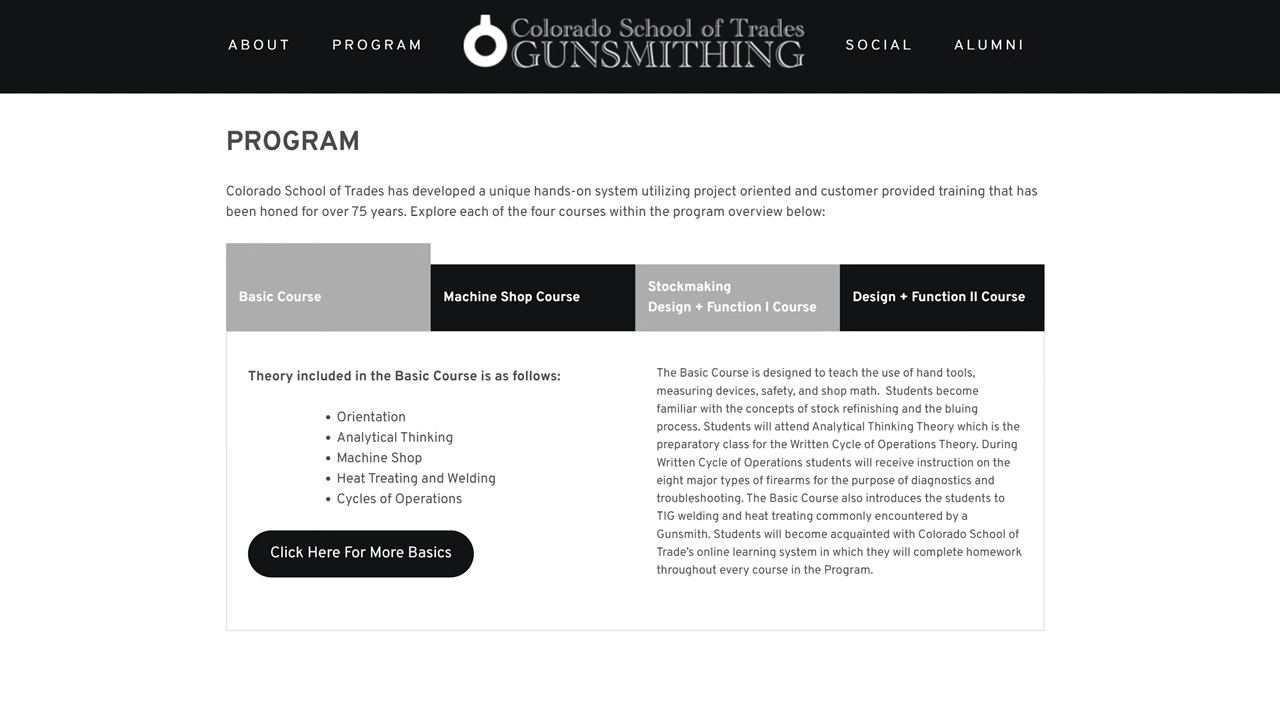 ABOUT
PROGRAM
Colorado School of Trades
GUNSMITHING
SOCIAL
ALUMNI
PROGRAM
Colorado School of Trades has developed a unique hands-on system utilizing project oriented and customer provided training that has
been honed for over 75 years. Explore each of the four courses within the program overview below:
Basic Course
Machine Shop Course
Stockmaking
Design + Function I Course
Design + Function II Course
Theory included in the Basic Course is as follows:
• Orientation
• Analytical Thinking
• Machine Shop
• Heat Treating and Welding
• Cycles of Operations
Click Here For More Basics
The Basic Course is designed to teach the use of hand tools,
measuring devices, safety, and shop math.  Students become
familiar with the concepts of stock refinishing and the bluing
process. Students will attend Analytical Thinking Theory which is the
preparatory class for the Written Cycle of Operations Theory. During
Written Cycle of Operations students will receive instruction on the
eight major types of firearms for the purpose of diagnostics and
troubleshooting. The Basic Course also introduces the students to
TIG welding and heat treating commonly encountered by a
Gunsmith. Students will become acquainted with Colorado School of
Trade's online learning system in which they will complete homework
throughout every course in the Program.